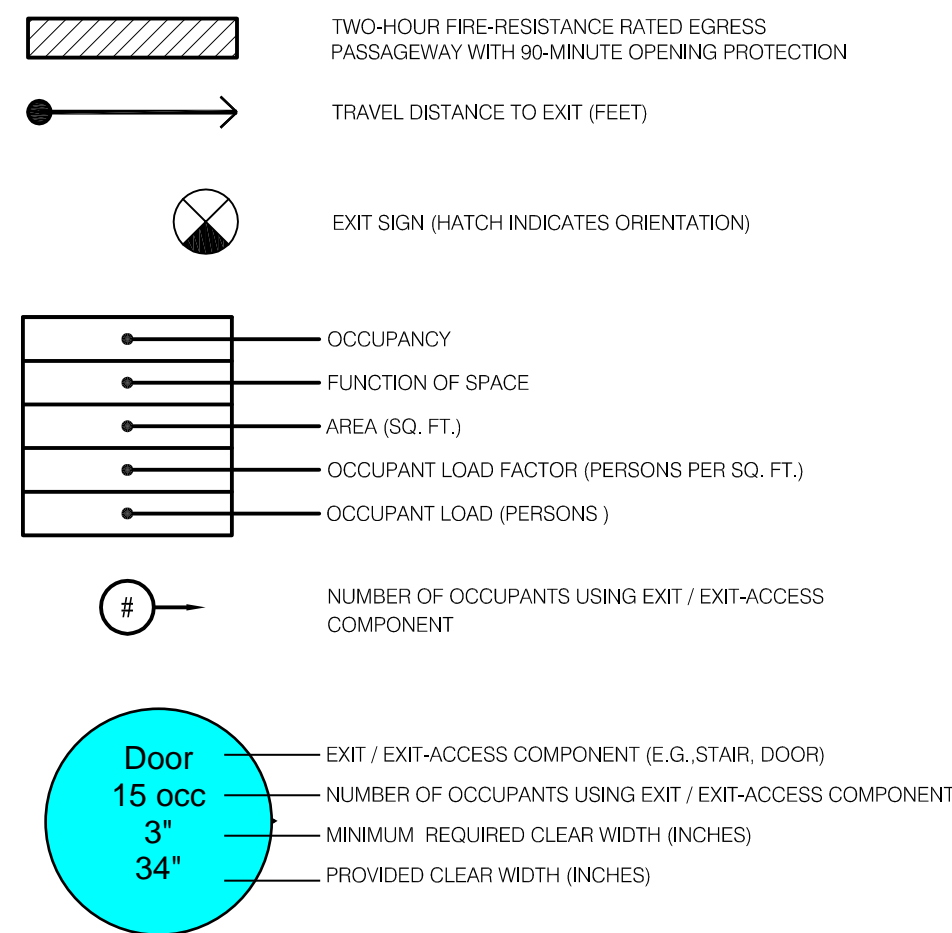 TWO-HOUR FIRE-RESISTANCE RATED EGRESS
PASSAGEWAY WITH 90-MINUTE OPENING PROTECTION
TRAVEL DISTANCE TO EXIT (FEET)
EXIT SIGN (HATCH INDICATES ORIENTATION)
OCCUPANCY
FUNCTION OF SPACE
AREA (SQ. FT.)
OCCUPANT LOAD FACTOR (PERSONS PER SQ. FT.)
OCCUPANT LOAD (PERSONS )
#
NUMBER OF OCCUPANTS USING EXIT / EXIT-ACCESS
COMPONENT
Door
EXIT / EXIT-ACCESS COMPONENT (E.G.,STAIR, DOOR)
15 occ
NUMBER OF OCCUPANTS USING EXIT / EXIT-ACCESS COMPONENT
3"
MINIMUM REQUIRED CLEAR WIDTH (INCHES)
34"
PROVIDED CLEAR WIDTH (INCHES)